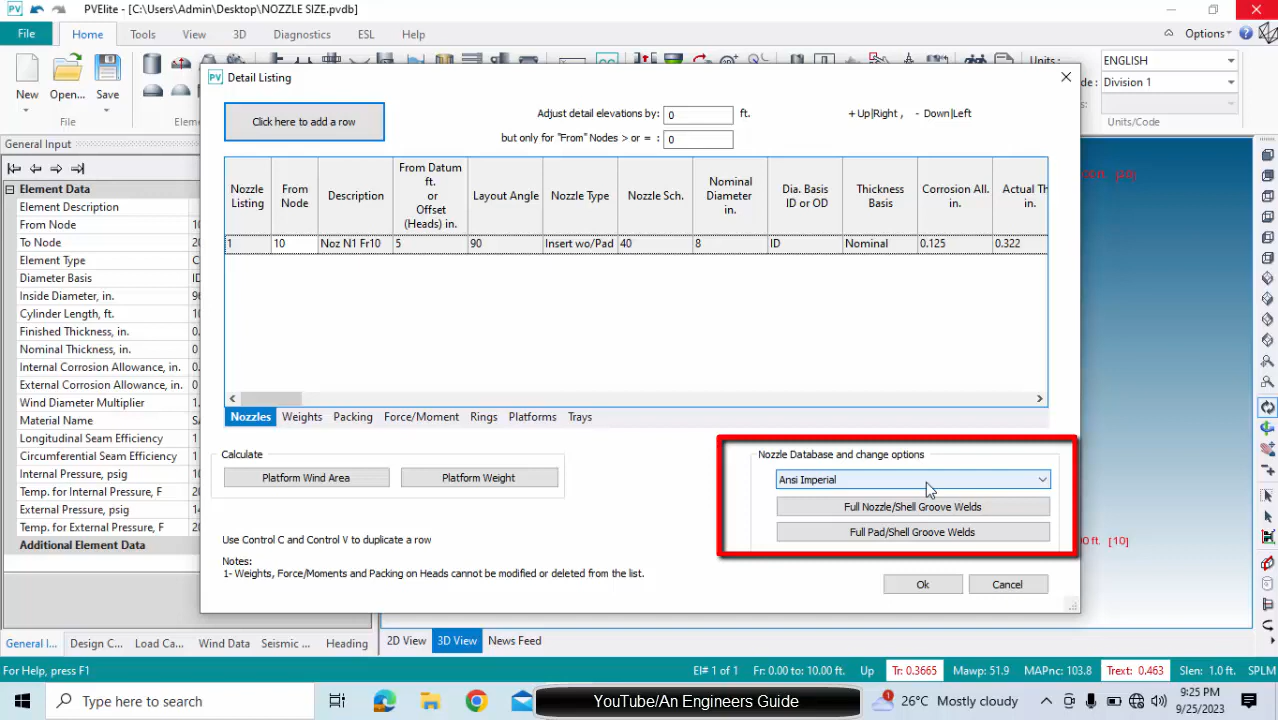 PVElite - [C:\Users\Admin\Desktop\NOZZLE SIZE.pvdb]
File Home Tools View 3D Diagnostics ESL Help Options
New Open... Save
File
Units: ENGLISH
Division 1
Units/Code
General Input
Element Data
Element Description
From Node
To Node
Element Type
Diameter Basis
Inside Diameter, in.
Cylinder Length, ft.
Finished Thickness, in.
Nominal Thickness, in.
Internal Corrosion Allowance, in.
External Corrosion Allowance, in.
Wind Diameter Multiplier
Material Name
Longitudinal Seam Efficiency
Circumferential Seam Efficiency
Internal Pressure, psig
Temp. for Internal Pressure, F
External Pressure, psig
Temp. for External Pressure, F
Additional Element Data
Detail Listing
Click here to add a row
Adjust detail elevations by: 0 ft. +Up|Right , - Down|Left
but only for "From" Nodes > or = : 0
Nozzle Listing
From Node
Description
From Datum ft. or Offset (Heads) in.
Layout Angle
Nozzle Type
Nozzle Sch.
Nominal Diameter in.
Dia. Basis ID or OD
Thickness Basis
Corrosion All. in.
Actual Th in.
1 10 Noz N1 Fr10 5 90 Insert wo/Pad 40 8 ID Nominal 0.125 0.322
Nozzles Weights Packing Force/Moment Rings Platforms Trays
Calculate
Platform Wind Area Platform Weight
Nozzle Database and change options
Ansi Imperial
Full Nozzle/Shell Groove Welds
Full Pad/Shell Groove Welds
Use Control C and Control V to duplicate a row
Notes:
1- Weights, Force/Moments and Packing on Heads cannot be modified or deleted from the list.
Ok Cancel
General I... Design C... Load Ca... Wind Data Seismic ... Heading
2D View 3D View News Feed
For Help, press F1
El# 1 of 1 Fr: 0.00 to: 10.00 ft. Up Tr: 0.3665 Mawp: 51.9 MAPnc: 103.8 Trext: 0.463 Slen: 1.0 ft. SPLM
Type here to search
YouTube/An Engineers Guide
26°C Mostly cloudy
9:25 PM
9/25/2023